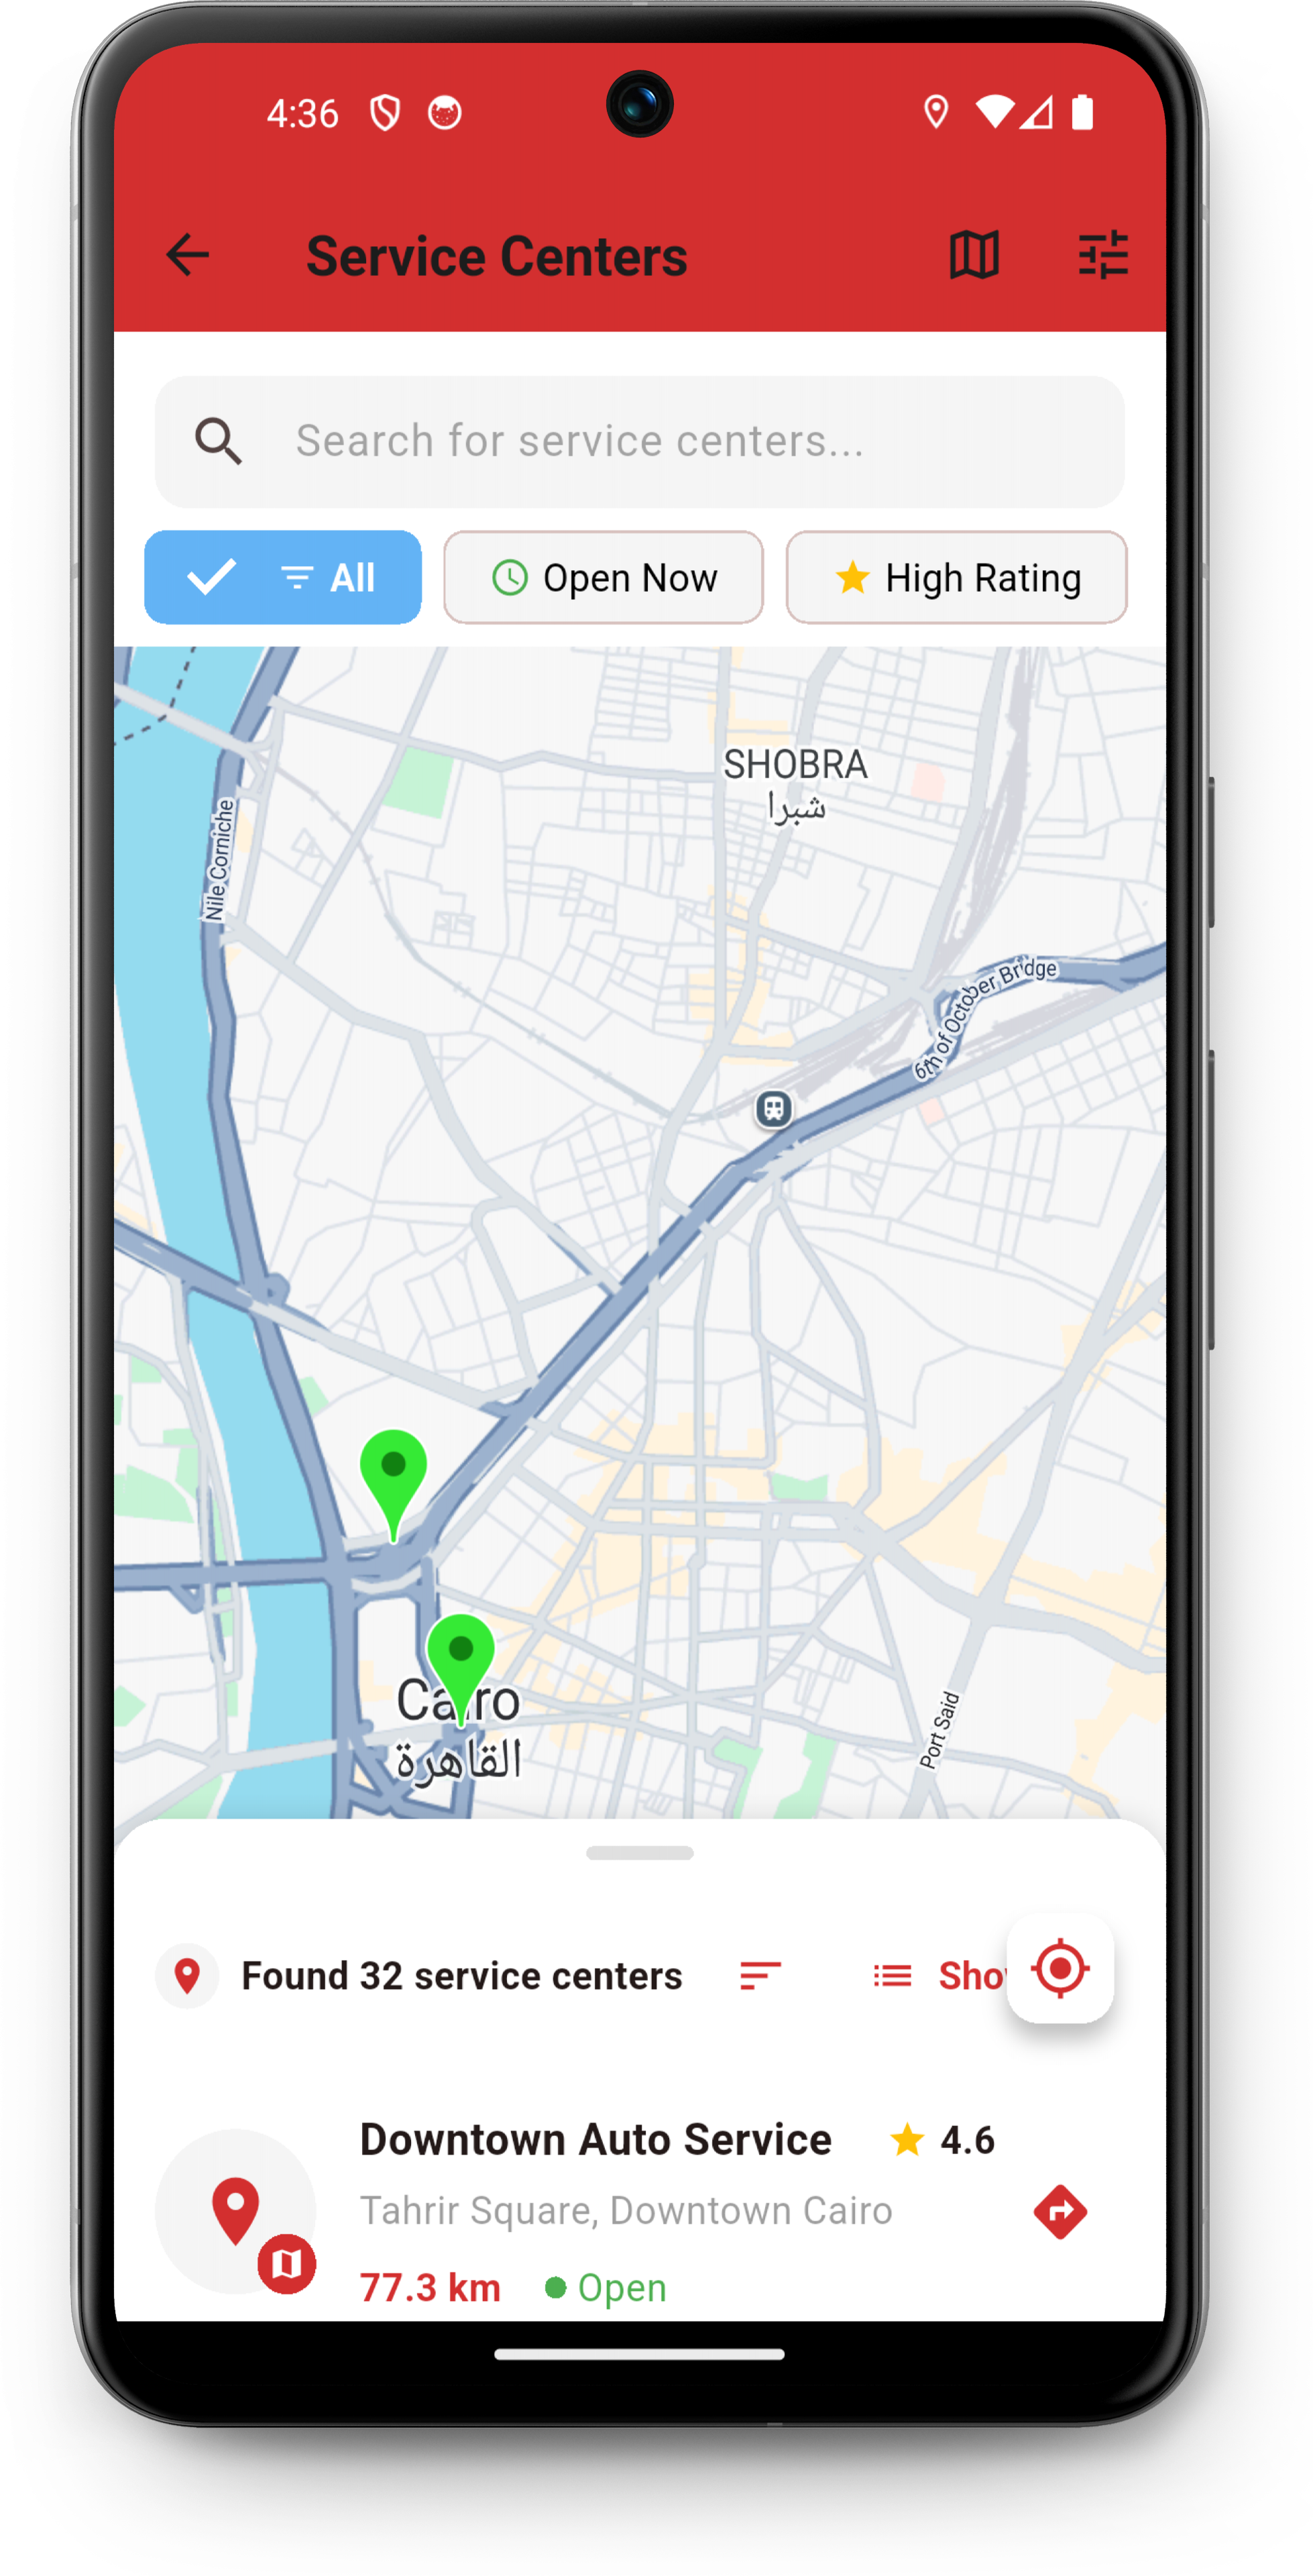 4:36
Service Centers
Search for service centers...
All
Open Now
High Rating
SHOBRA
شبرا
Nile Corniche
6th of October Bridge
Cairo
القاهرة
Port Said
Found 32 service centers
Sho
Downtown Auto Service
4.6
Tahrir Square, Downtown Cairo
77.3 km
Open